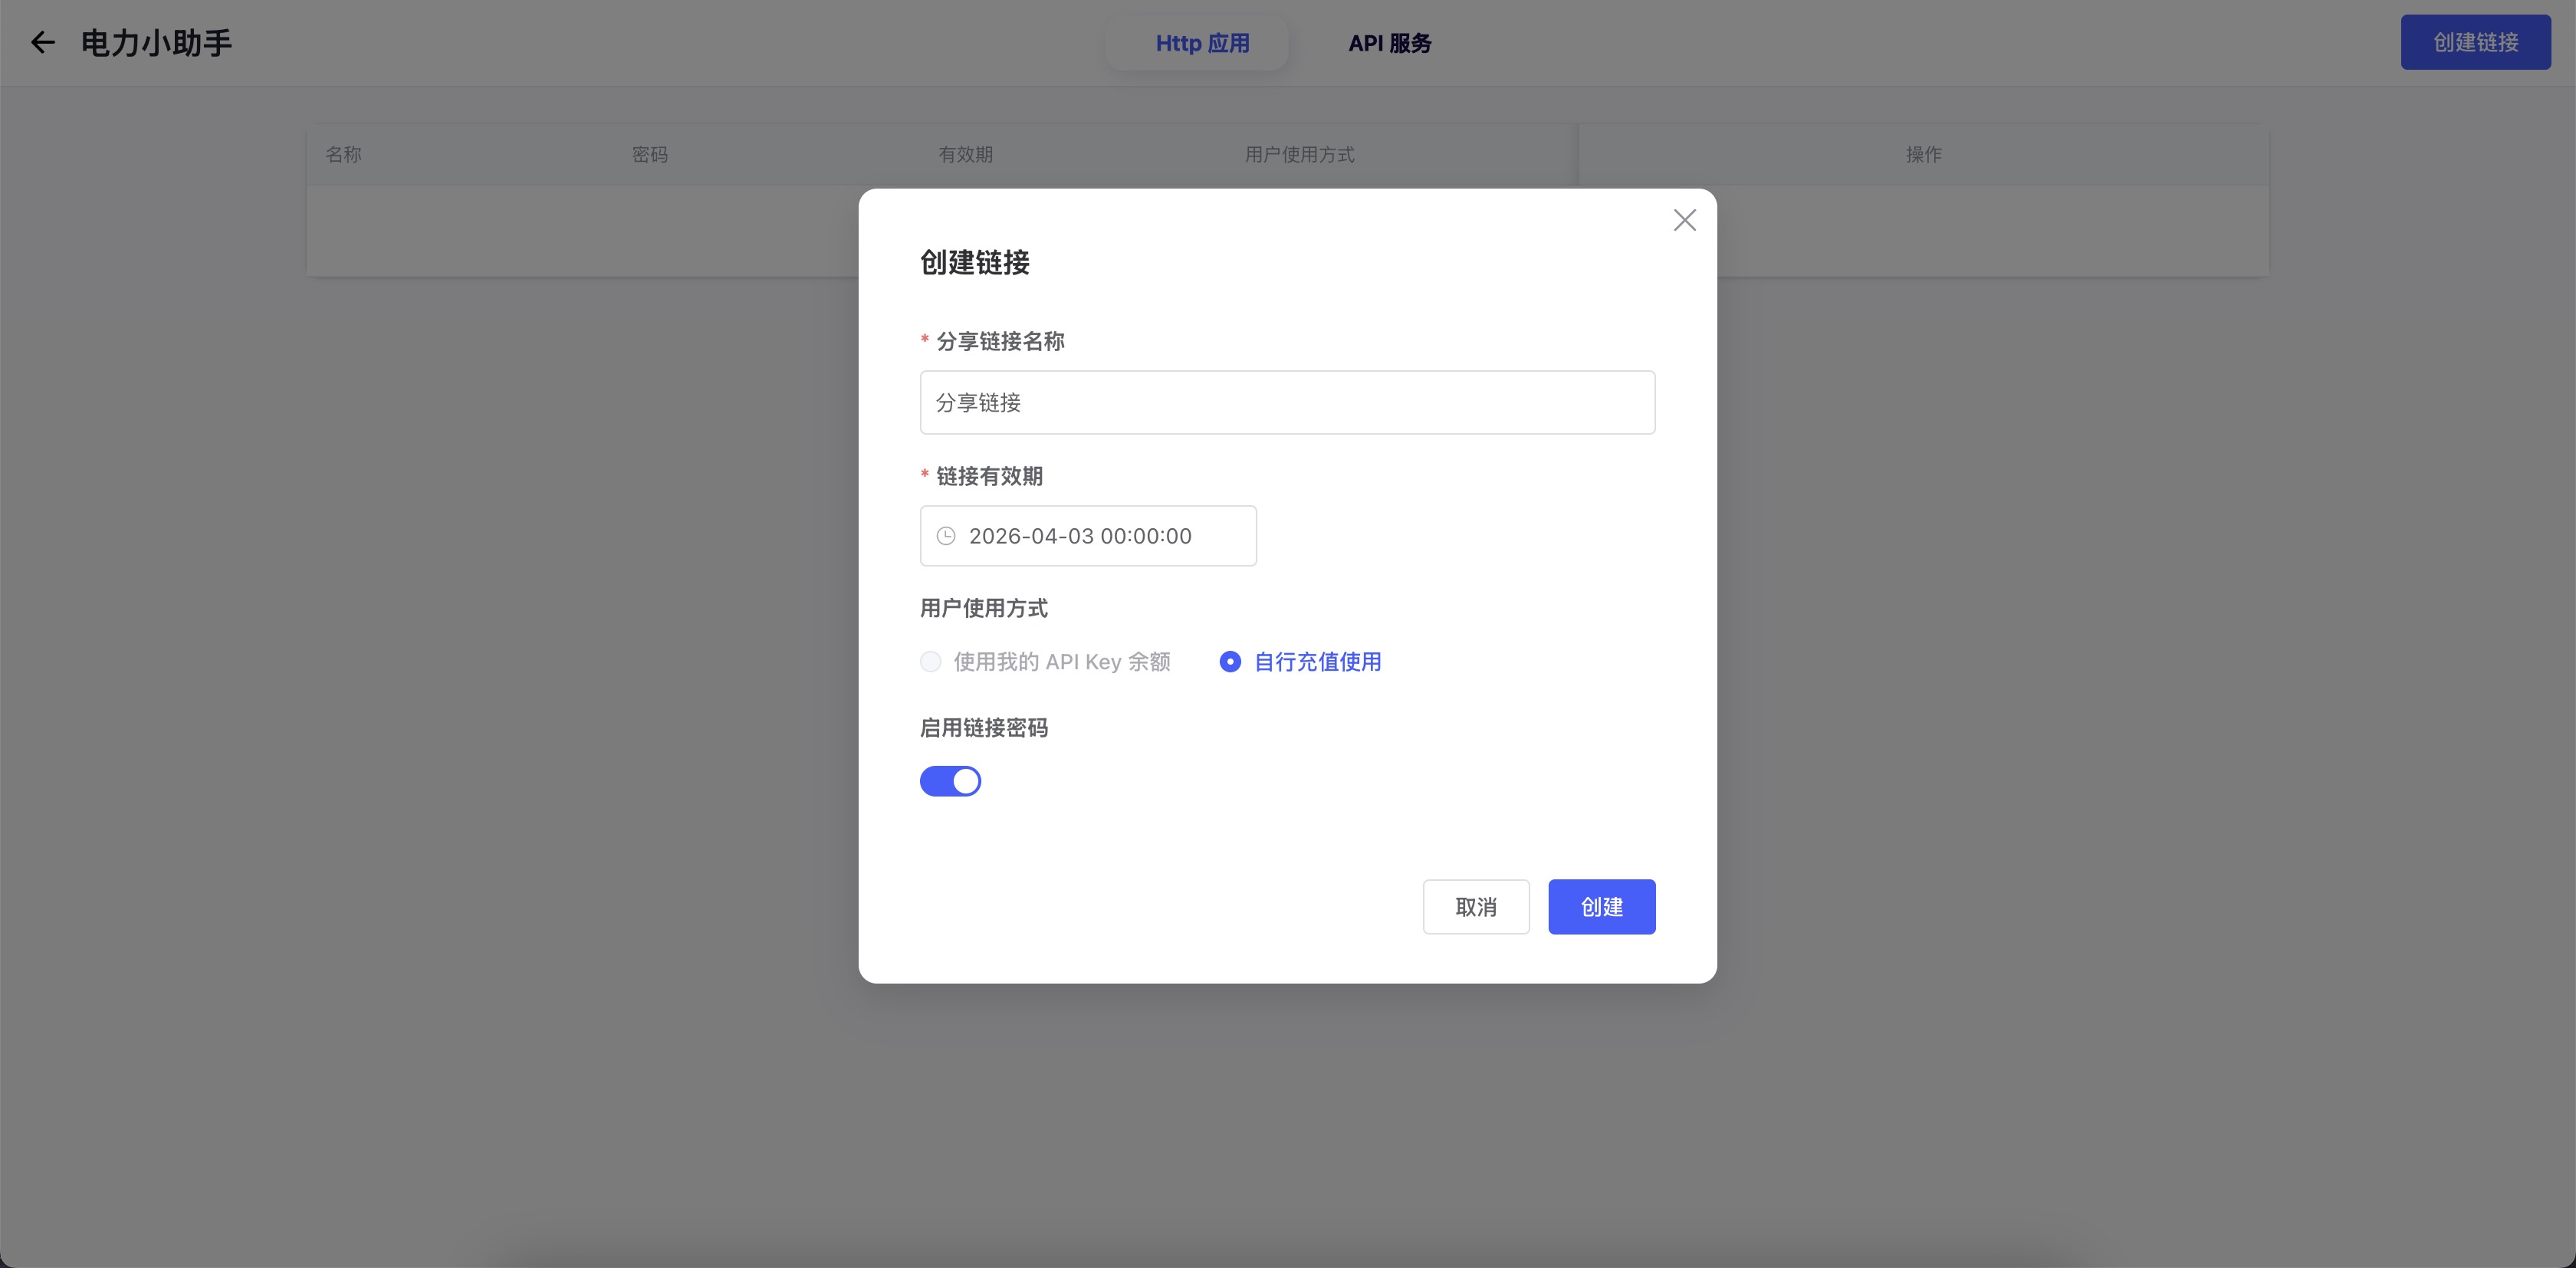 电力小助手
Http 应用
API 服务
创建链接
名称
密码
有效期
用户使用方式
操作
创建链接
* 分享链接名称
分享链接
* 链接有效期
2026-04-03 00:00:00
用户使用方式
使用我的 API Key 余额
自行充值使用
启用链接密码
取消
创建